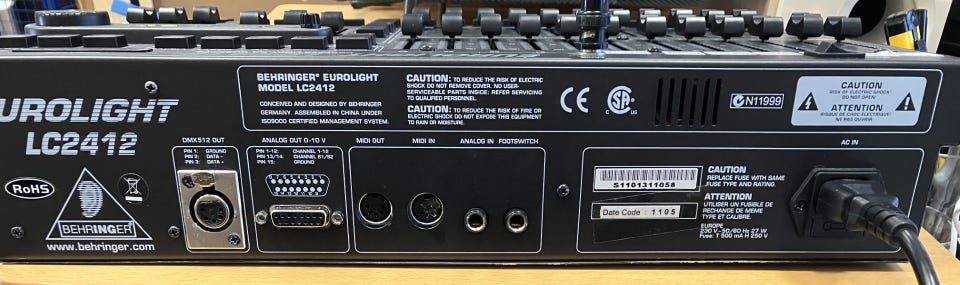 EUROLIGHT
LC2412
RoHS
BEHRINGER
www.behringer.com
BEHRINGER® EUROLIGHT
MODEL LC2412
CONCEIVED AND DESIGNED BY BEHRINGER
GERMANY. ASSEMBLED IN CHINA UNDER
ISO9000 CERTIFIED MANAGEMENT SYSTEM.
CAUTION: TO REDUCE THE RISK OF ELECTRIC
SHOCK DO NOT REMOVE COVER. NO USER-
SERVICEABLE PARTS INSIDE: REFER SERVICING
TO QUALIFIED PERSONNEL.
CAUTION: TO REDUCE THE RISK OF FIRE OR
ELECTRIC SHOCK DO NOT EXPOSE THIS EQUIPMENT
TO RAIN OR MOISTURE.
CE
C US
N11999
CAUTION
RISK OF ELECTRIC SHOCK!
DO NOT OPEN!
ATTENTION
RISQUE DE CHOC ELECTRIQUE!
NE PAS OUVRIR!
DMX512 OUT
PIN 1: GROUND
PIN 2: DATA -
PIN 3: DATA +
ANALOG OUT 0-10 V
PIN 1-12: CHANNEL 1-12
PIN 13/14: CHANNEL S1/S2
PIN 15: GROUND
MIDI OUT
MIDI IN
ANALOG IN
FOOTSWITCH
S1101311058
Date Code : 1105
CAUTION
REPLACE FUSE WITH SAME
FUSE TYPE AND RATING.
ATTENTION
UTILISER UN FUSIBLE DE
RECHANGE DE MEME
TYPE ET CALIBRE.
EUROPE
230 V~50/60 Hz 27 W
Fuse: T 500 mA H 250 V
AC IN